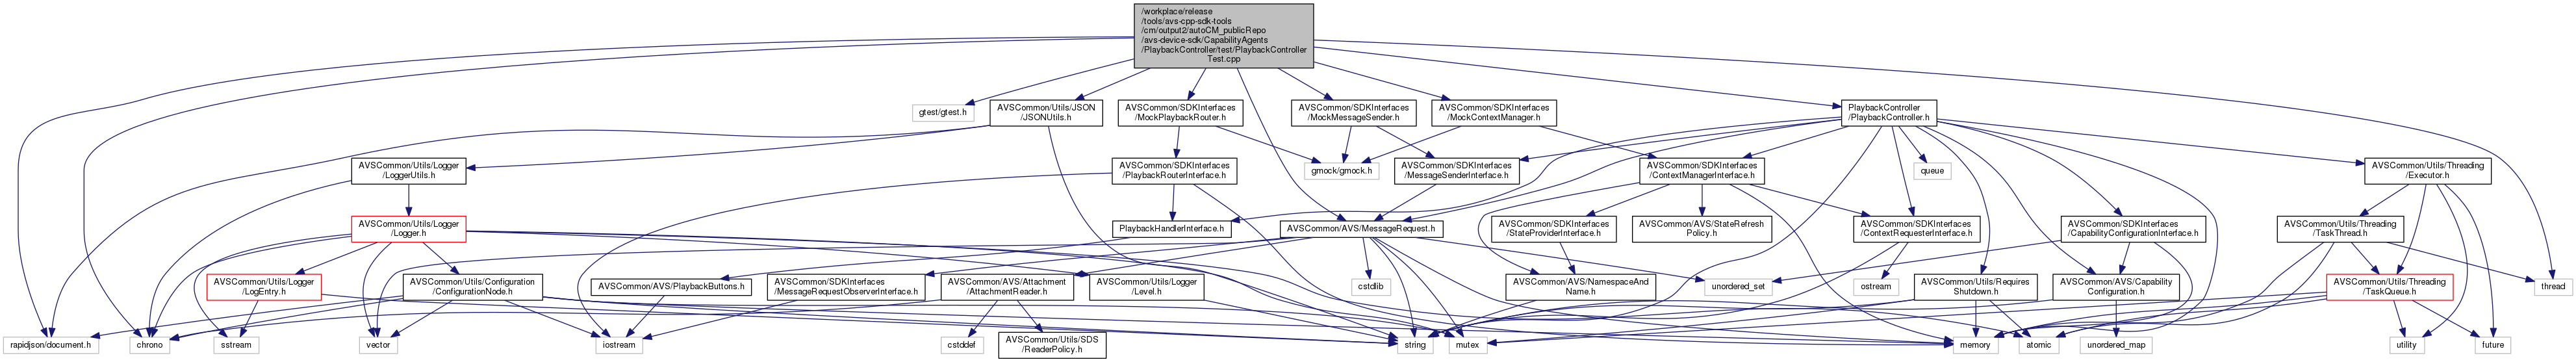 /workplace/release
/tools/avs-cpp-sdk-tools
/cm/output2/autoCM_publicRepo
/avs-device-sdk/CapabilityAgents
/PlaybackController/test/PlaybackController
Test.cpp
gtest/gtest.h
AVSCommon/Utils/JSON
/JSONUtils.h
AVSCommon/SDKInterfaces
/MockPlaybackRouter.h
AVSCommon/SDKInterfaces
/MockMessageSender.h
AVSCommon/SDKInterfaces
/MockContextManager.h
PlaybackController
/PlaybackController.h
AVSCommon/Utils/Logger
/LoggerUtils.h
AVSCommon/SDKInterfaces
/PlaybackRouterInterface.h
gmock/gmock.h
AVSCommon/SDKInterfaces
/MessageSenderInterface.h
AVSCommon/SDKInterfaces
/ContextManagerInterface.h
queue
AVSCommon/Utils/Threading
/Executor.h
AVSCommon/Utils/Logger
/Logger.h
PlaybackHandlerInterface.h
AVSCommon/AVS/MessageRequest.h
AVSCommon/SDKInterfaces
/StateProviderInterface.h
AVSCommon/AVS/StateRefresh
Policy.h
AVSCommon/SDKInterfaces
/ContextRequesterInterface.h
AVSCommon/SDKInterfaces
/CapabilityConfigurationInterface.h
AVSCommon/Utils/Threading
/TaskThread.h
AVSCommon/Utils/Logger
/LogEntry.h
AVSCommon/Utils/Configuration
/ConfigurationNode.h
AVSCommon/AVS/PlaybackButtons.h
AVSCommon/SDKInterfaces
/MessageRequestObserverInterface.h
AVSCommon/AVS/Attachment
/AttachmentReader.h
AVSCommon/Utils/Logger
/Level.h
cstdlib
AVSCommon/AVS/NamespaceAnd
Name.h
unordered_set
ostream
AVSCommon/Utils/Requires
Shutdown.h
AVSCommon/AVS/Capability
Configuration.h
AVSCommon/Utils/Threading
/TaskQueue.h
thread
rapidjson/document.h
chrono
sstream
vector
iostream
cstddef
AVSCommon/Utils/SDS
/ReaderPolicy.h
string
mutex
memory
atomic
unordered_map
utility
future